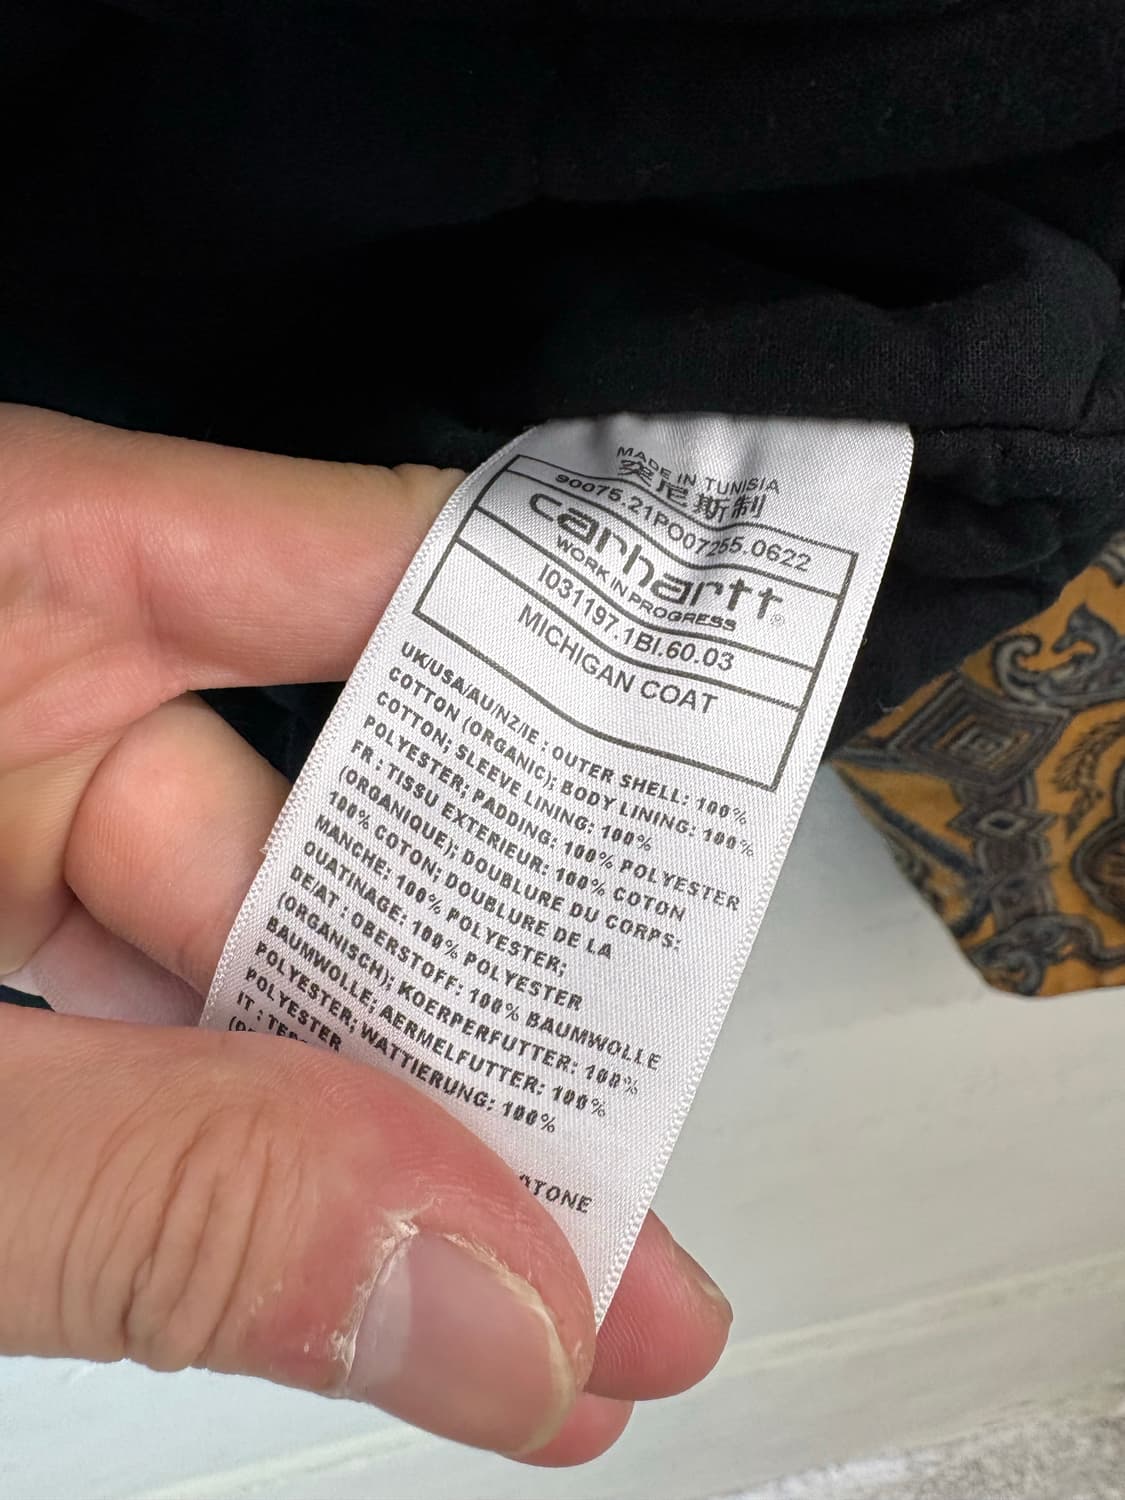 MADE IN TUNISIA
突尼斯制
90075.21PO07255.0622
carhartt®
WORK IN PROGRESS
I031197.1BI.60.03
MICHIGAN COAT
UK/USA/AU/NZ/IE : OUTER SHELL: 100%
COTTON (ORGANIC); BODY LINING: 100%
COTTON; SLEEVE LINING: 100%
POLYESTER; PADDING: 100% POLYESTER
FR : TISSU EXTERIEUR: 100% COTON
(ORGANIQUE); DOUBLURE DU CORPS:
100% COTON; DOUBLURE DE LA
MANCHE: 100% POLYESTER;
OUATINAGE: 100% POLYESTER
DE/AT : OBERSTOFF: 100% BAUMWOLLE
(ORGANISCH); KOERPERFUTTER: 100%
BAUMWOLLE; AERMELFUTTER: 100%
POLYESTER; WATTIERUNG: 100%
POLYESTER
IT :